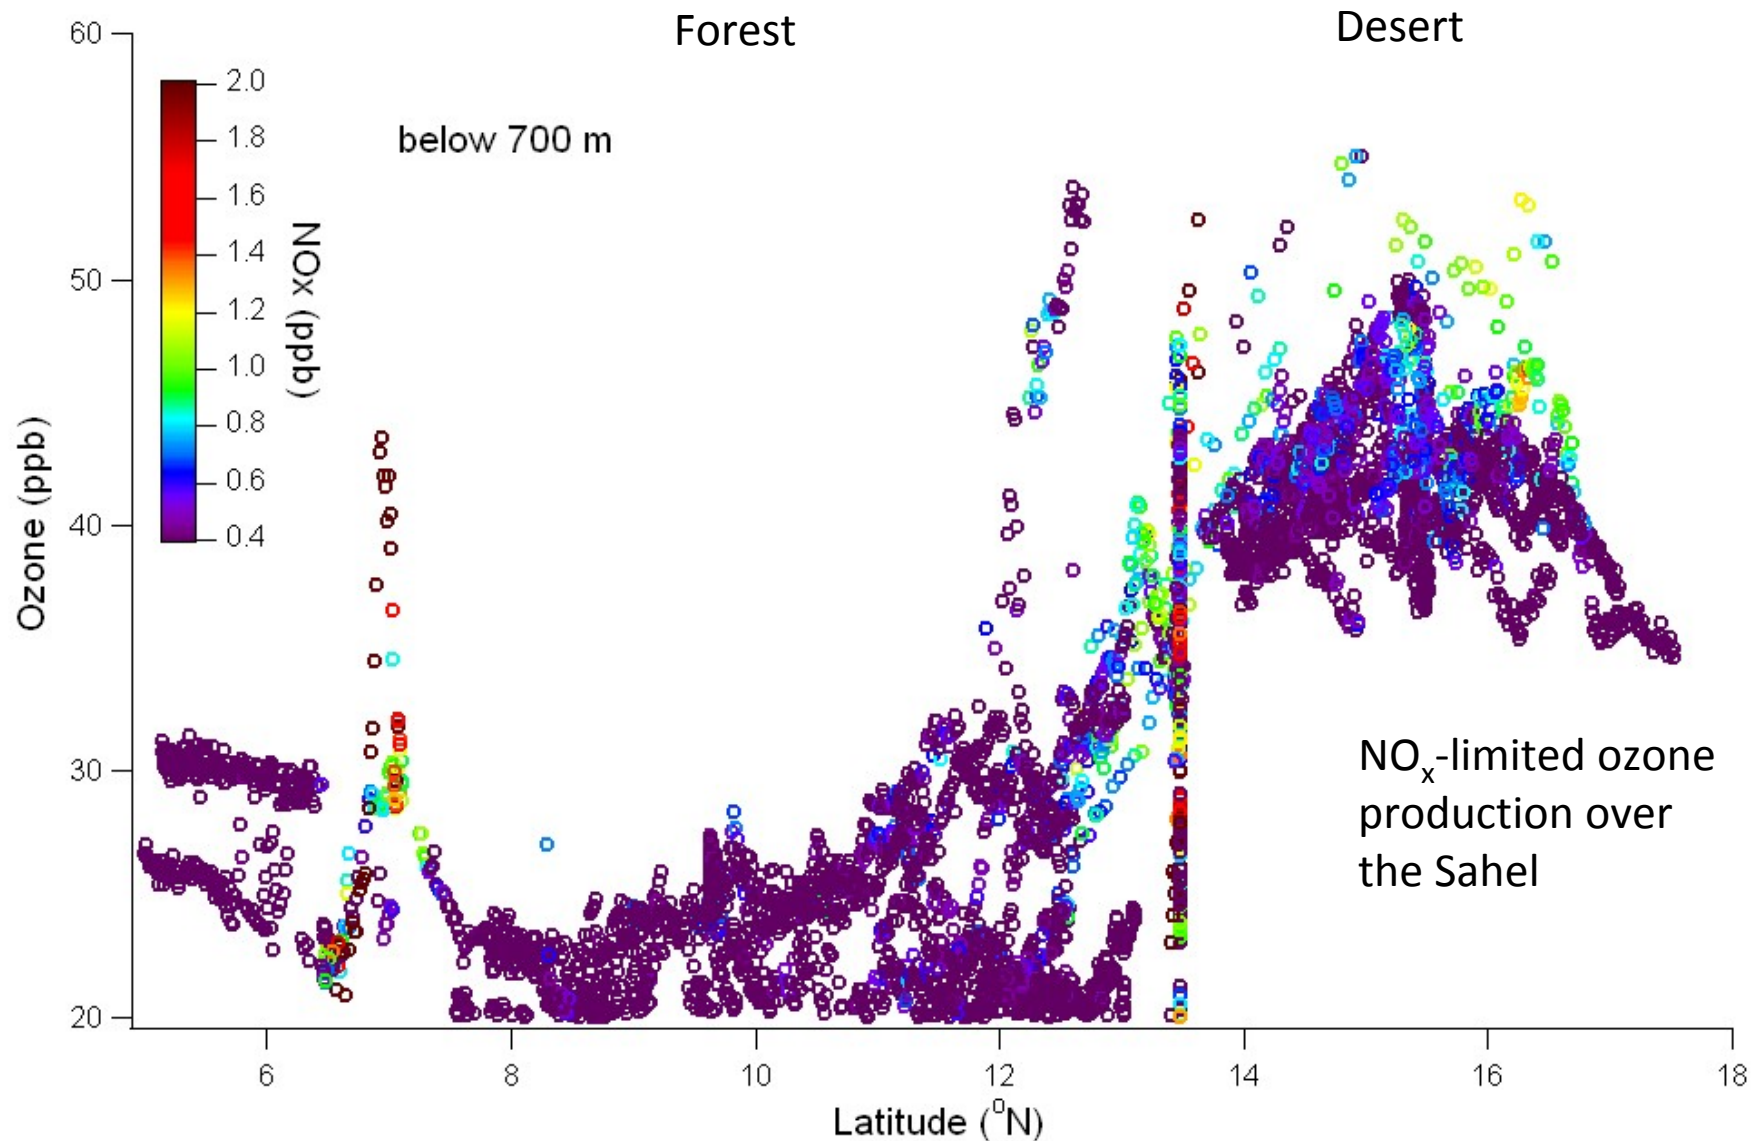 Forest
Desert
60
50
40
30
20
Ozone (ppb)
2.0
1.8
1.6
1.4
1.2
1.0
0.8
0.6
0.4
NOx (ppb)
below 700 m
NOx-limited ozone
production over
the Sahel
6 8 10 12 14 16 18
Latitude (°N)